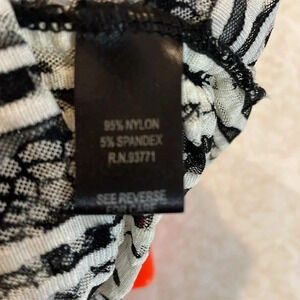 95% NYLON
5% SPANDEX
R.N.93771
SEE REVERSE